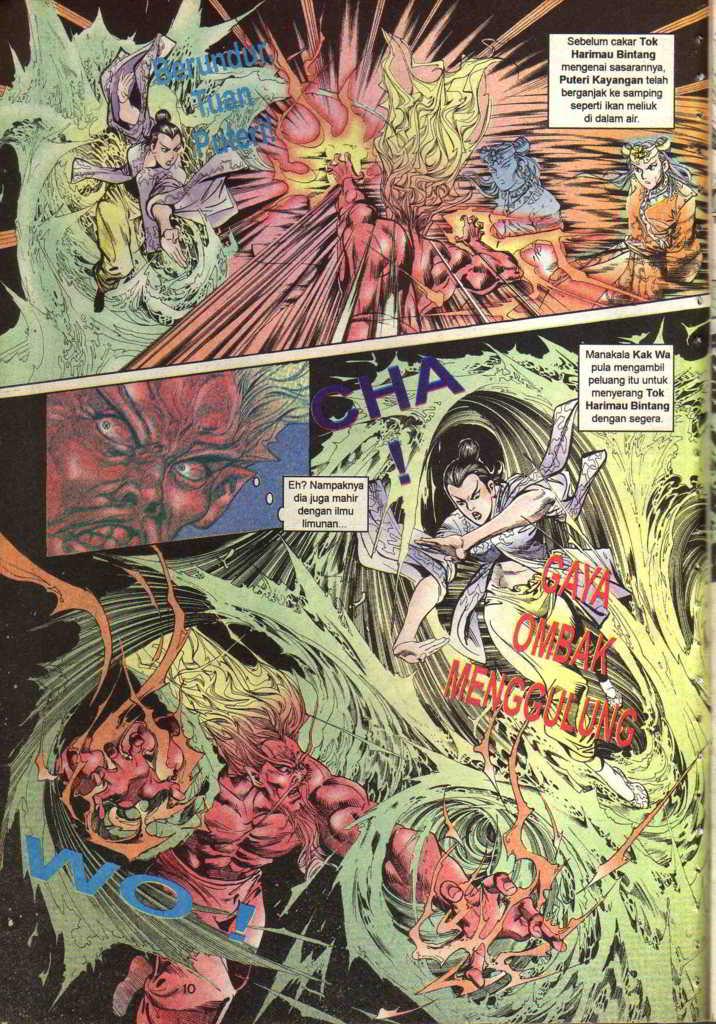 Berundur
Tuan
Puteri!
Sebelum cakar Tok
Harimau Bintang
mengenai sasarannya,
Puteri Kayangan telah
berganjak ke samping
seperti ikan meliuk
di dalam air.
CHA
!
Manakala Kak Wa
pula mengambil
peluang itu untuk
menyerang Tok
Harimau Bintang
dengan segera.
Eh? Nampaknya
dia juga mahir
dengan ilmu
limunan...
GAYA
OMBAK
MENGGULUNG
WO !
10